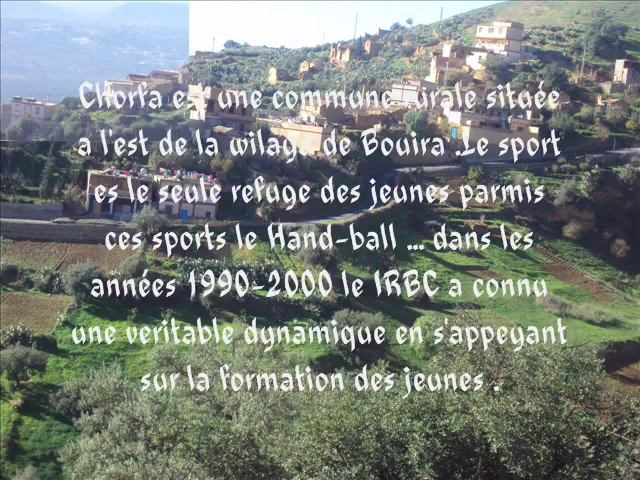 Chorfa est une commune rurale située
a l'est de la wilaya de Bouira .Le sport
es le seule refuge des jeunes parmis
ces sports le Hand-ball ... dans les
années 1990-2000 le IRBC a connu
une veritable dynamique en s'appeyant
sur la formation des jeunes .